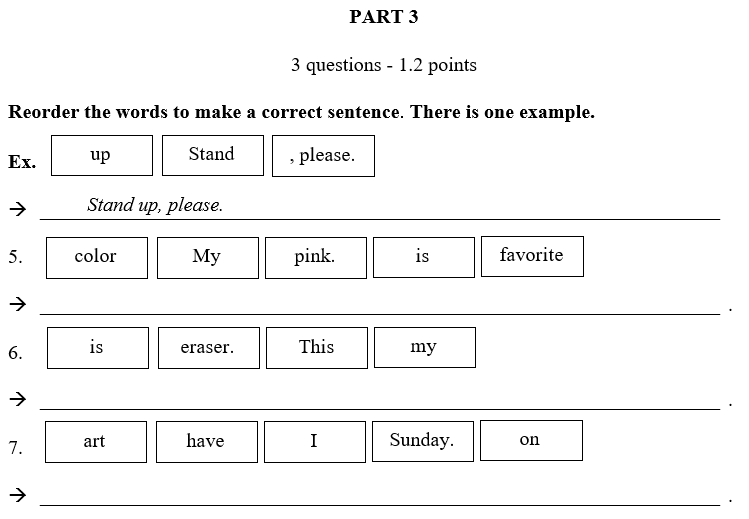 PART 3
3 questions - 1.2 points
Reorder the words to make a correct sentence. There is one example.
Ex. up Stand , please.
→ Stand up, please.
5. color My pink. is favorite
→ .
6. is eraser. This my
→ .
7. art have I Sunday. on
→ .